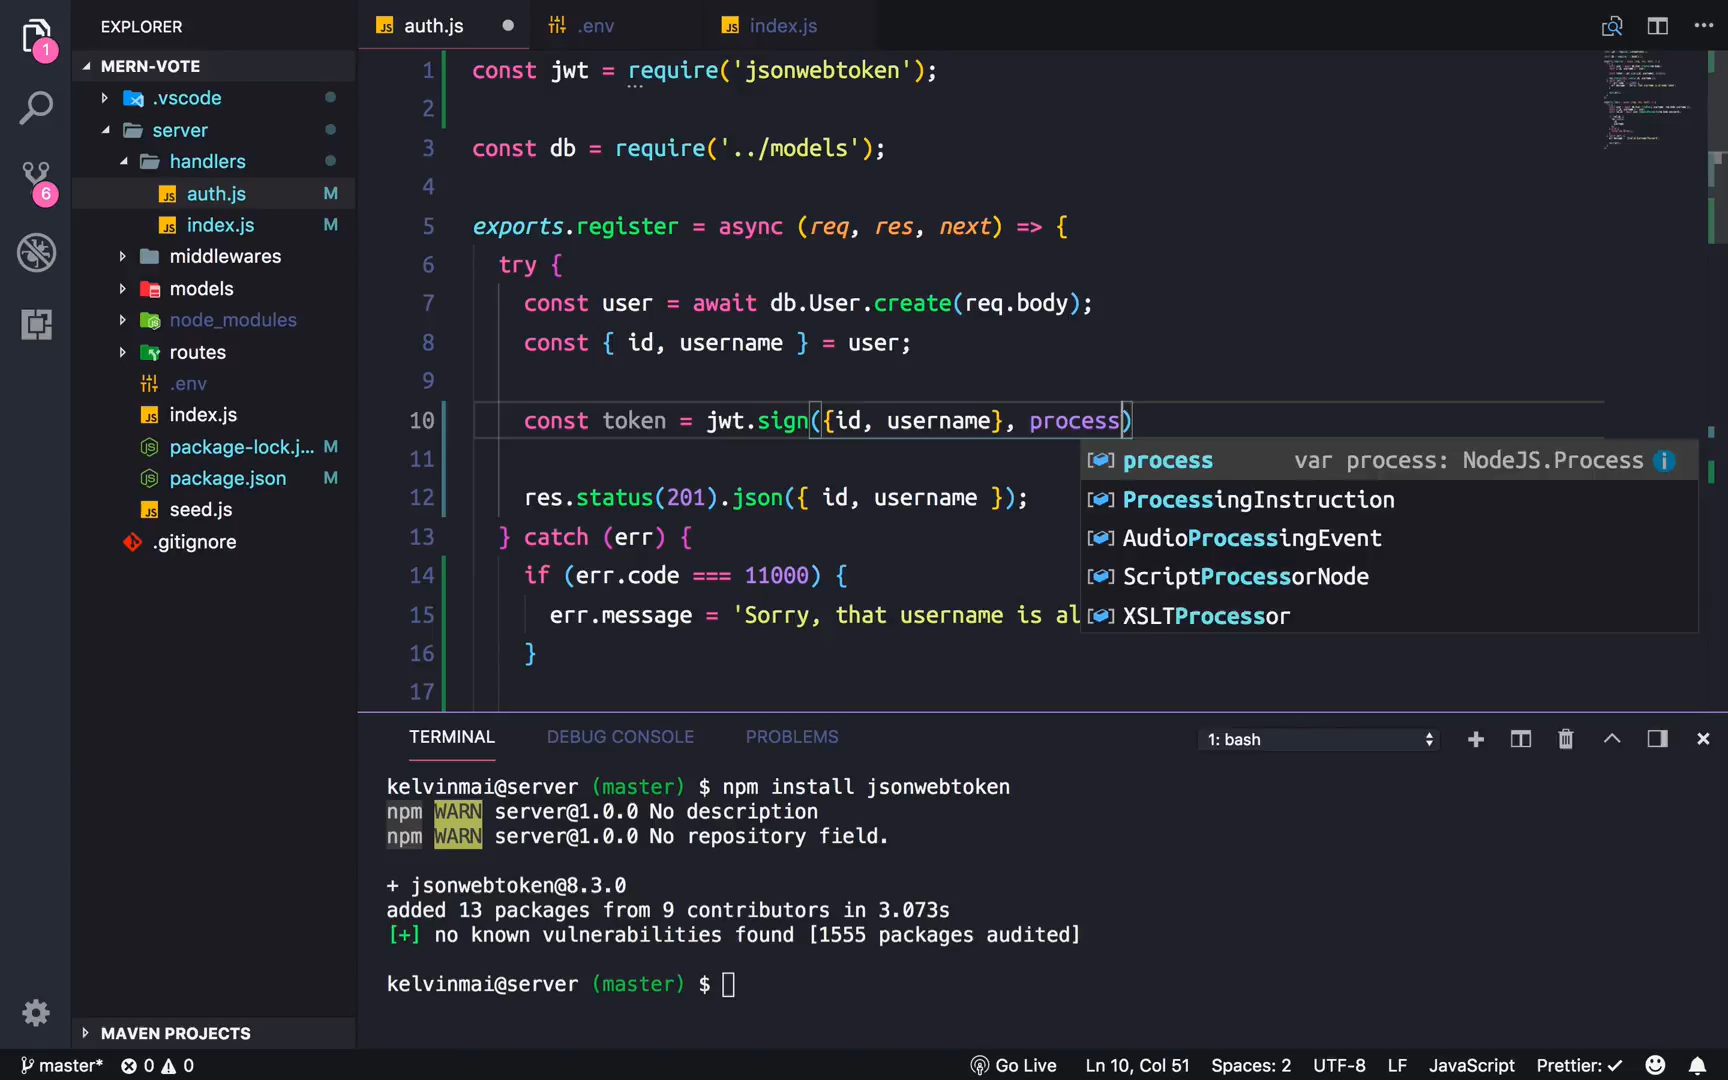 EXPLORER
1
MERN-VOTE
.vscode
server
handlers
auth.js M
index.js M
middlewares
models
node_modules
routes
.env
index.js
package-lock.j... M
package.json M
seed.js
.gitignore
6
MAVEN PROJECTS
auth.js
.env
index.js
1 const jwt = require('jsonwebtoken');
2
3 const db = require('../models');
4
5 exports.register = async (req, res, next) => {
6 try {
7 const user = await db.User.create(req.body);
8 const { id, username } = user;
9
10 const token = jwt.sign({id, username}, process)
11
12 res.status(201).json({ id, username });
13 } catch (err) {
14 if (err.code === 11000) {
15 err.message = 'Sorry, that username is al
16 }
17
process var process: NodeJS.Process
ProcessingInstruction
AudioProcessingEvent
ScriptProcessorNode
XSLTProcessor
TERMINAL DEBUG CONSOLE PROBLEMS
1: bash
kelvinmai@server (master) $ npm install jsonwebtoken
npm WARN server@1.0.0 No description
npm WARN server@1.0.0 No repository field.
+ jsonwebtoken@8.3.0
added 13 packages from 9 contributors in 3.073s
[+] no known vulnerabilities found [1555 packages audited]
kelvinmai@server (master) $
master* 0 0 Go Live Ln 10, Col 51 Spaces: 2 UTF-8 LF JavaScript Prettier: ✓